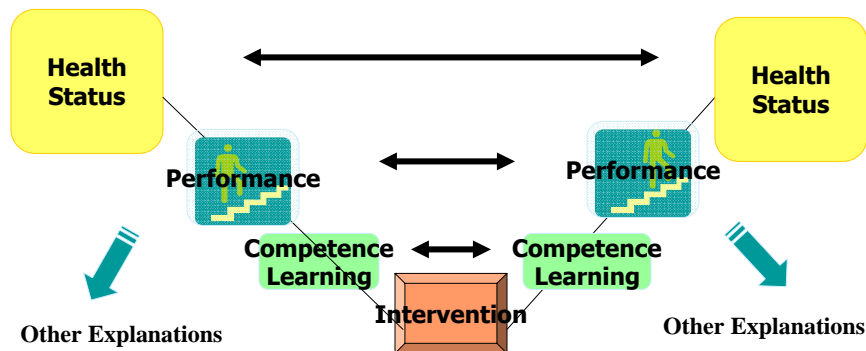 Health
Status
Health
Status
Performance
Performance
Competence
Learning
Competence
Learning
Intervention
Other Explanations
Other Explanations